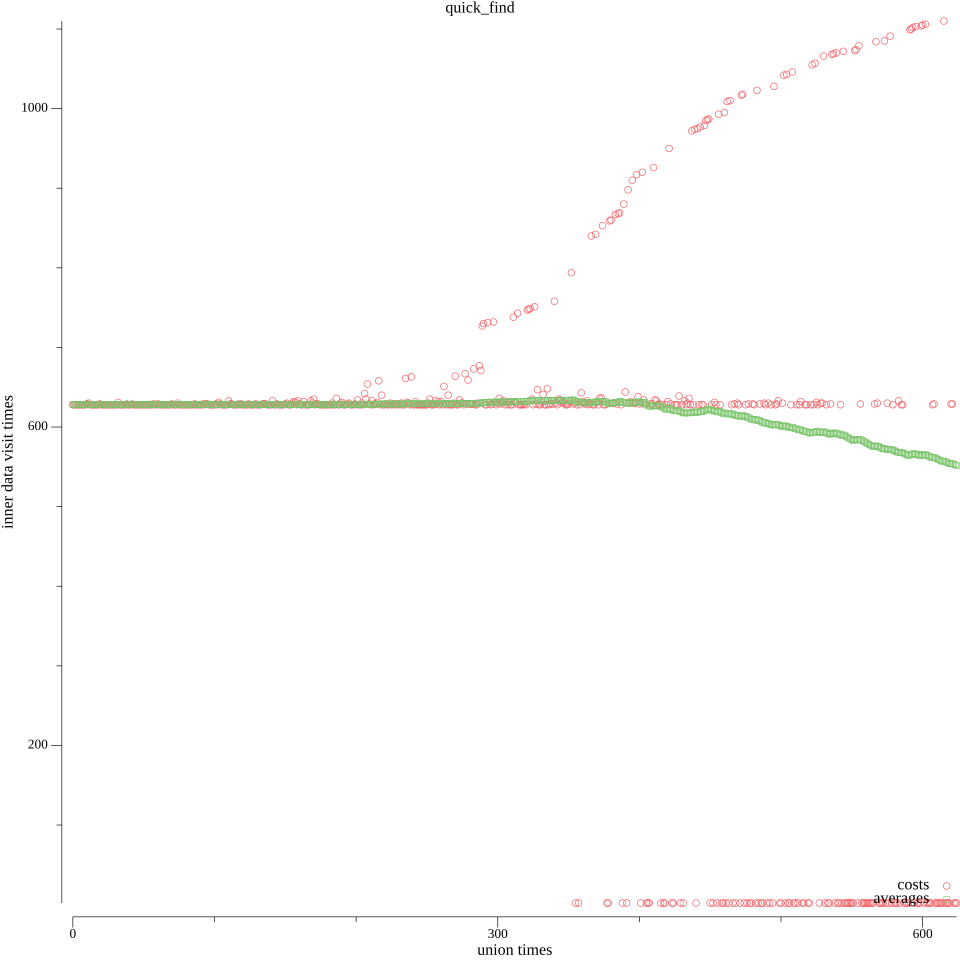 quick_find
inner data visit times
1000
600
200
costs
averages
0
300
600
union times